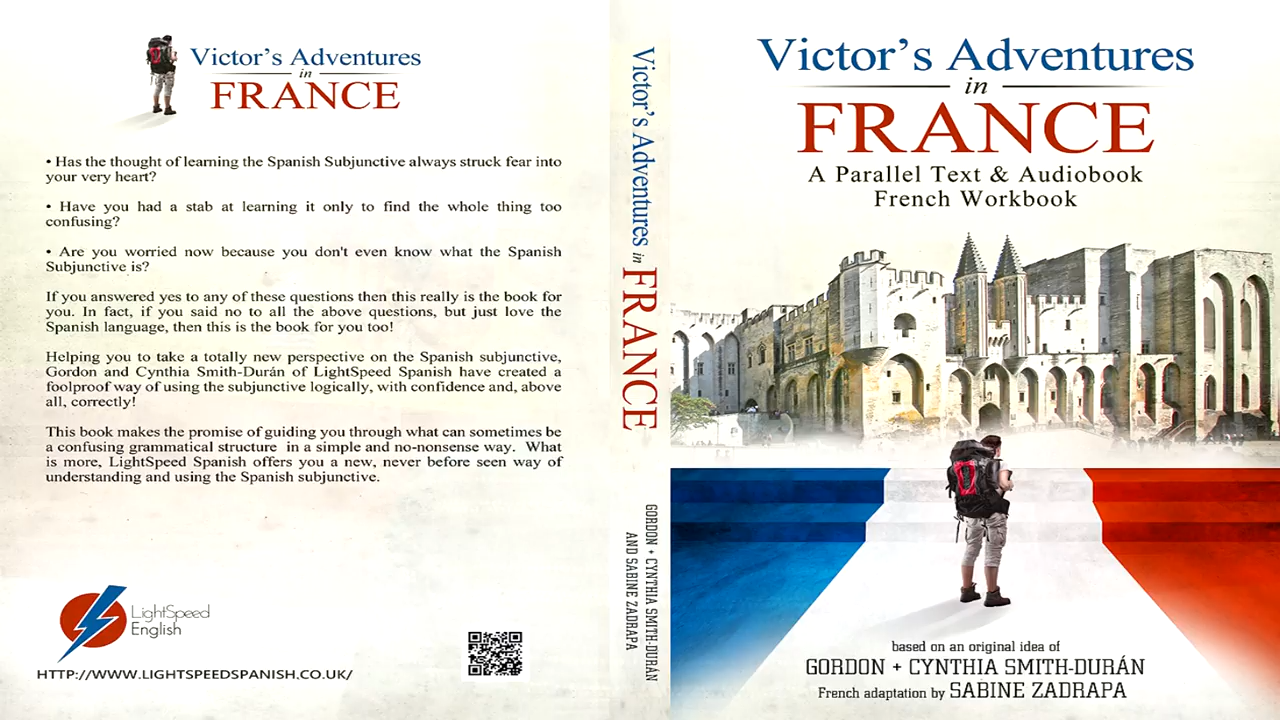 Victor's Adventures
in
FRANCE
• Has the thought of learning the Spanish Subjunctive always struck fear into
your very heart?
• Have you had a stab at learning it only to find the whole thing too
confusing?
• Are you worried now because you don't even know what the Spanish
Subjunctive is?
If you answered yes to any of these questions then this really is the book for
you. In fact, if you said no to all the above questions, but just love the
Spanish language, then this is the book for you too!
Helping you to take a totally new perspective on the Spanish subjunctive,
Gordon and Cynthia Smith-Durán of LightSpeed Spanish have created a
foolproof way of using the subjunctive logically, with confidence and, above
all, correctly!
This book makes the promise of guiding you through what can sometimes be
a confusing grammatical structure in a simple and no-nonsense way. What
is more, LightSpeed Spanish offers you a new, never before seen way of
understanding and using the Spanish subjunctive.
LightSpeed
English
HTTP://WWW.LIGHTSPEEDSPANISH.CO.UK/
Victor's Adventures in FRANCE
GORDON + CYNTHIA SMITH-DURÁN
AND SABINE ZADRAPA
Victor's Adventures
in
FRANCE
A Parallel Text & Audiobook
French Workbook
based on an original idea of
GORDON + CYNTHIA SMITH-DURÁN
French adaptation by SABINE ZADRAPA